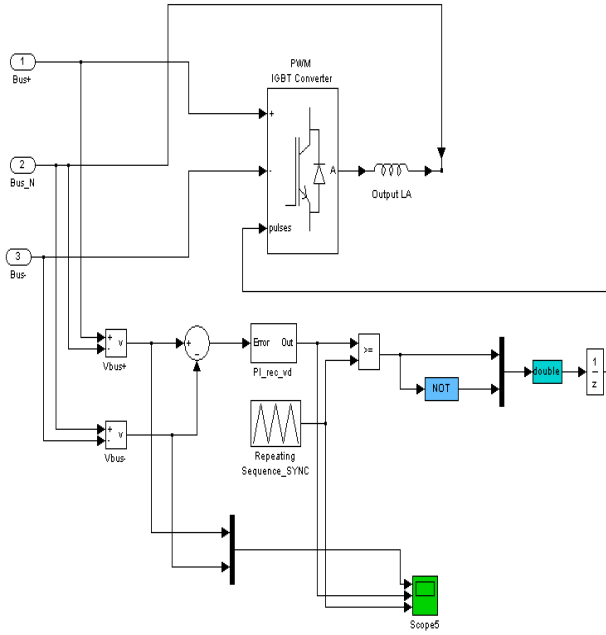 PWM
IGBT Converter
1
Bus+
+
2
Bus_N
-
A
Output LA
3
Bus-
pulses
+
-
v
Vbus+
+
-
Error Out
PI_rec_vd
>=
NOT
double
1
z
+
-
v
Vbus-
Repeating
Sequence_SYNC
Scope5